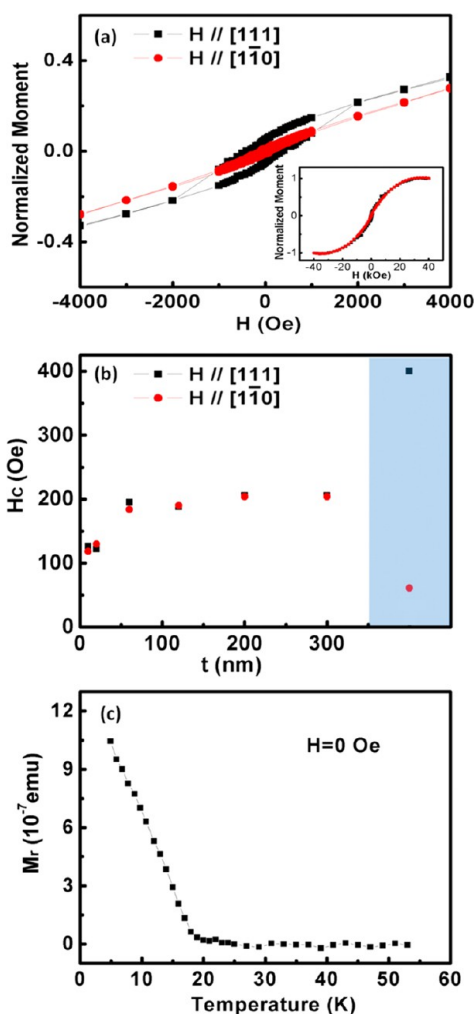 (a)
H // [111]
H // [11̅0]
Normalized Moment
0.4
0.0
-0.4
Normalized Moment
1
0
-1
-40 -20 0 20 40
H (kOe)
-4000 -2000 0 2000 4000
H (Oe)
(b)
H // [111]
H // [11̅0]
Hc (Oe)
400
300
200
100
0
0 100 200 300
t (nm)
(c)
H=0 Oe
Mr (10-7emu)
12
9
6
3
0
0 10 20 30 40 50 60
Temperature (K)